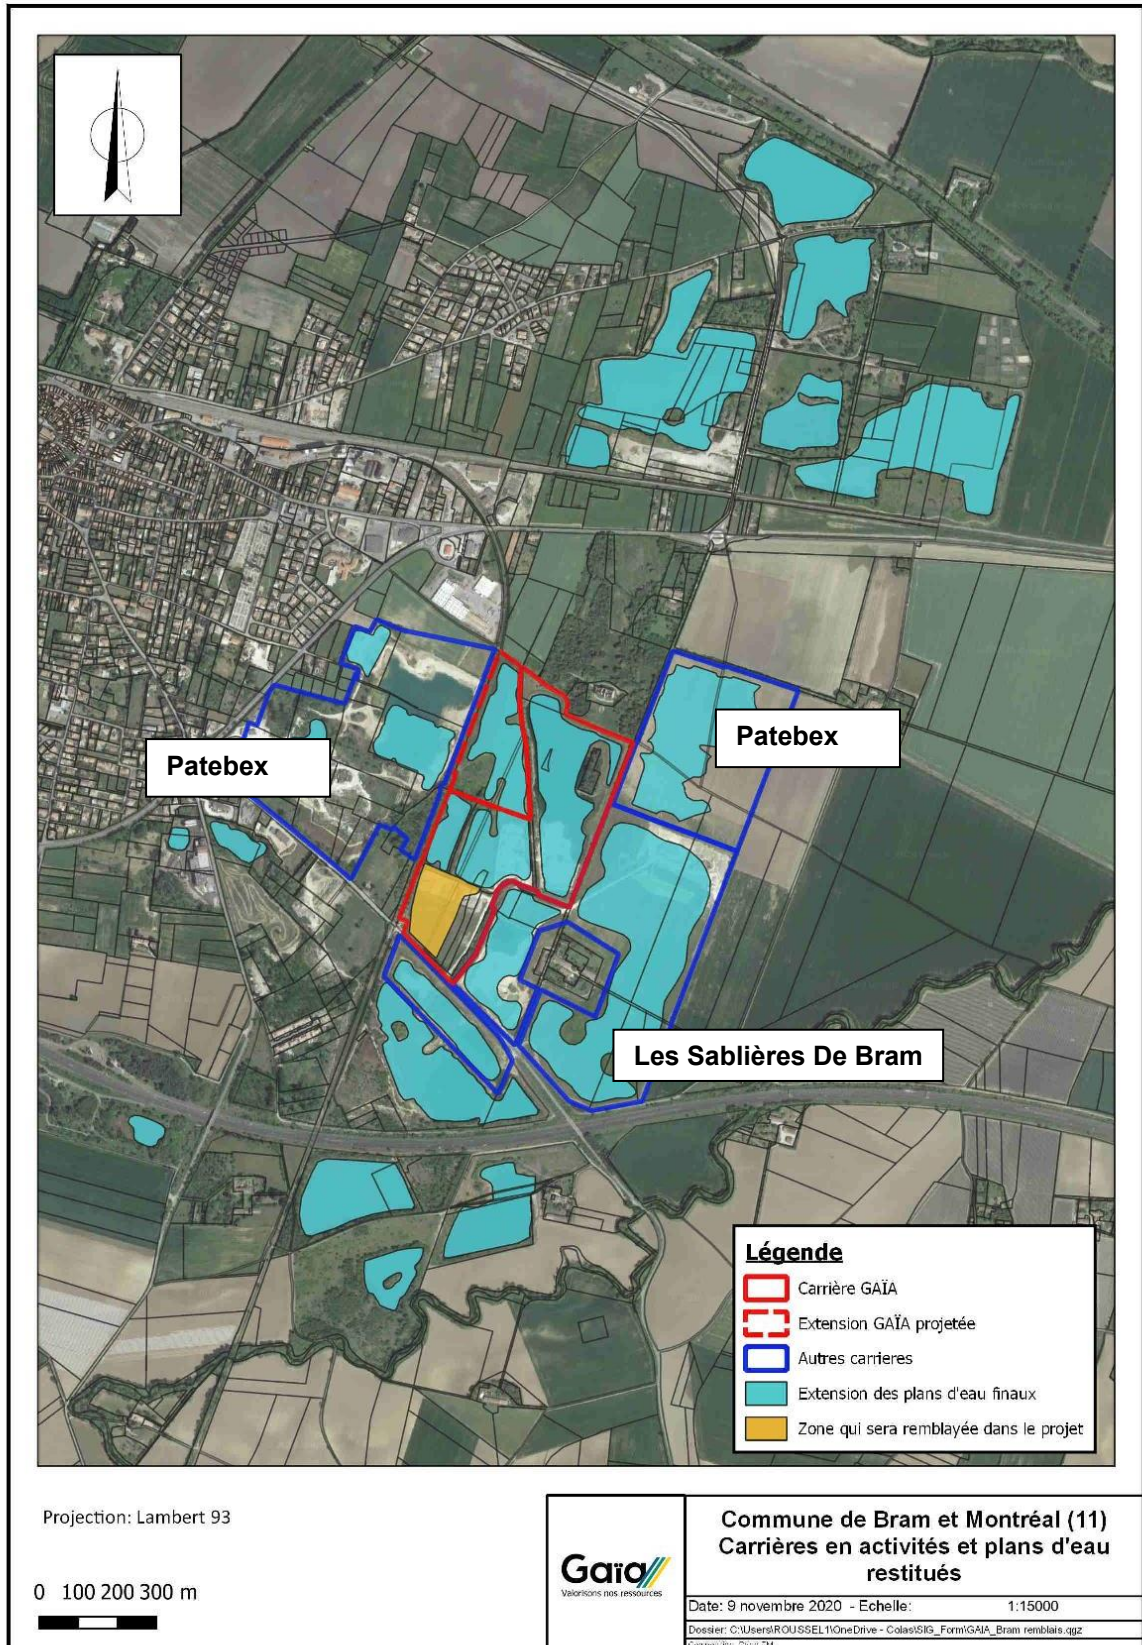 Patebex
Patebex
Les Sablières De Bram
Légende
Carrière GAÏA
Extension GAÏA projetée
Autres carrieres
Extension des plans d'eau finaux
Zone qui sera remblayée dans le projet
Projection: Lambert 93
0 100 200 300 m
Gaïa
Valorisons nos ressources
Commune de Bram et Montréal (11)
Carrières en activités et plans d'eau
restitués
Date: 9 novembre 2020 - Echelle: 1:15000
Dossier: C:\Users\ROUSSEL1\OneDrive - Colas\SIG_Form\GAIA_Bram remblais.qgz